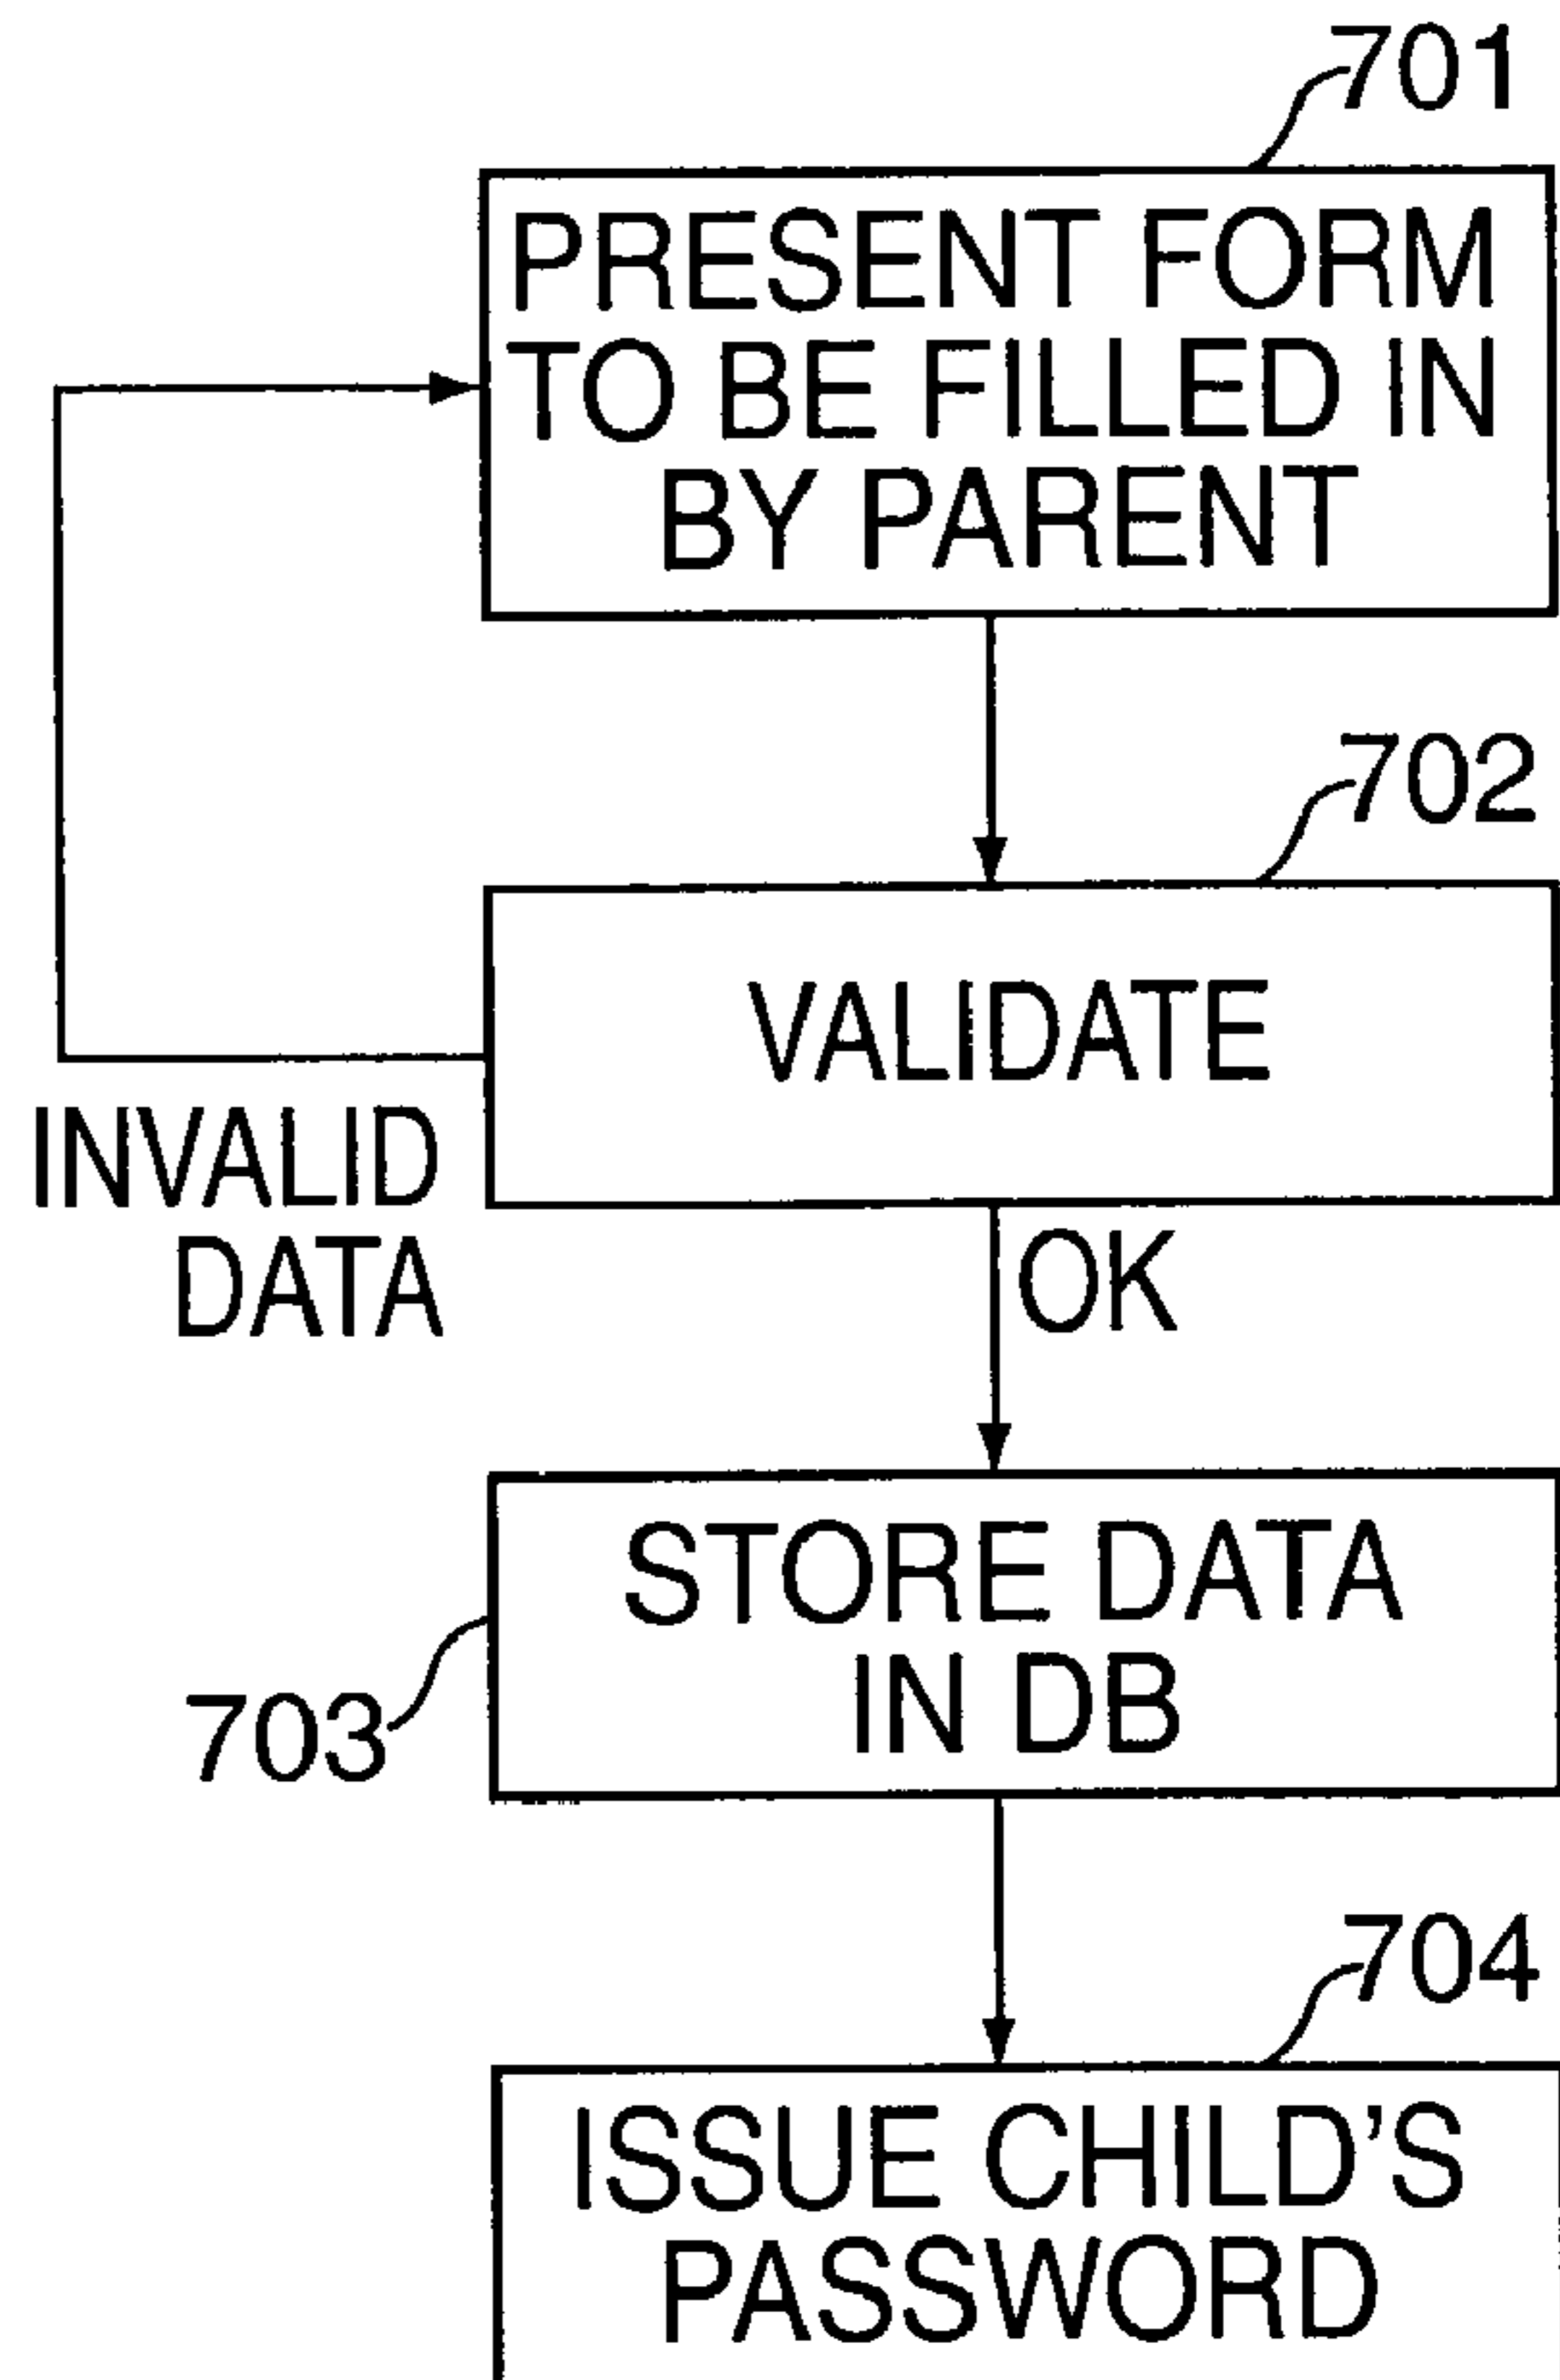 701
PRESENT FORM
TO BE FILLED IN
BY PARENT
702
VALIDATE
INVALID
DATA
OK
STORE DATA
IN DB
703
704
ISSUE CHILD'S
PASSWORD